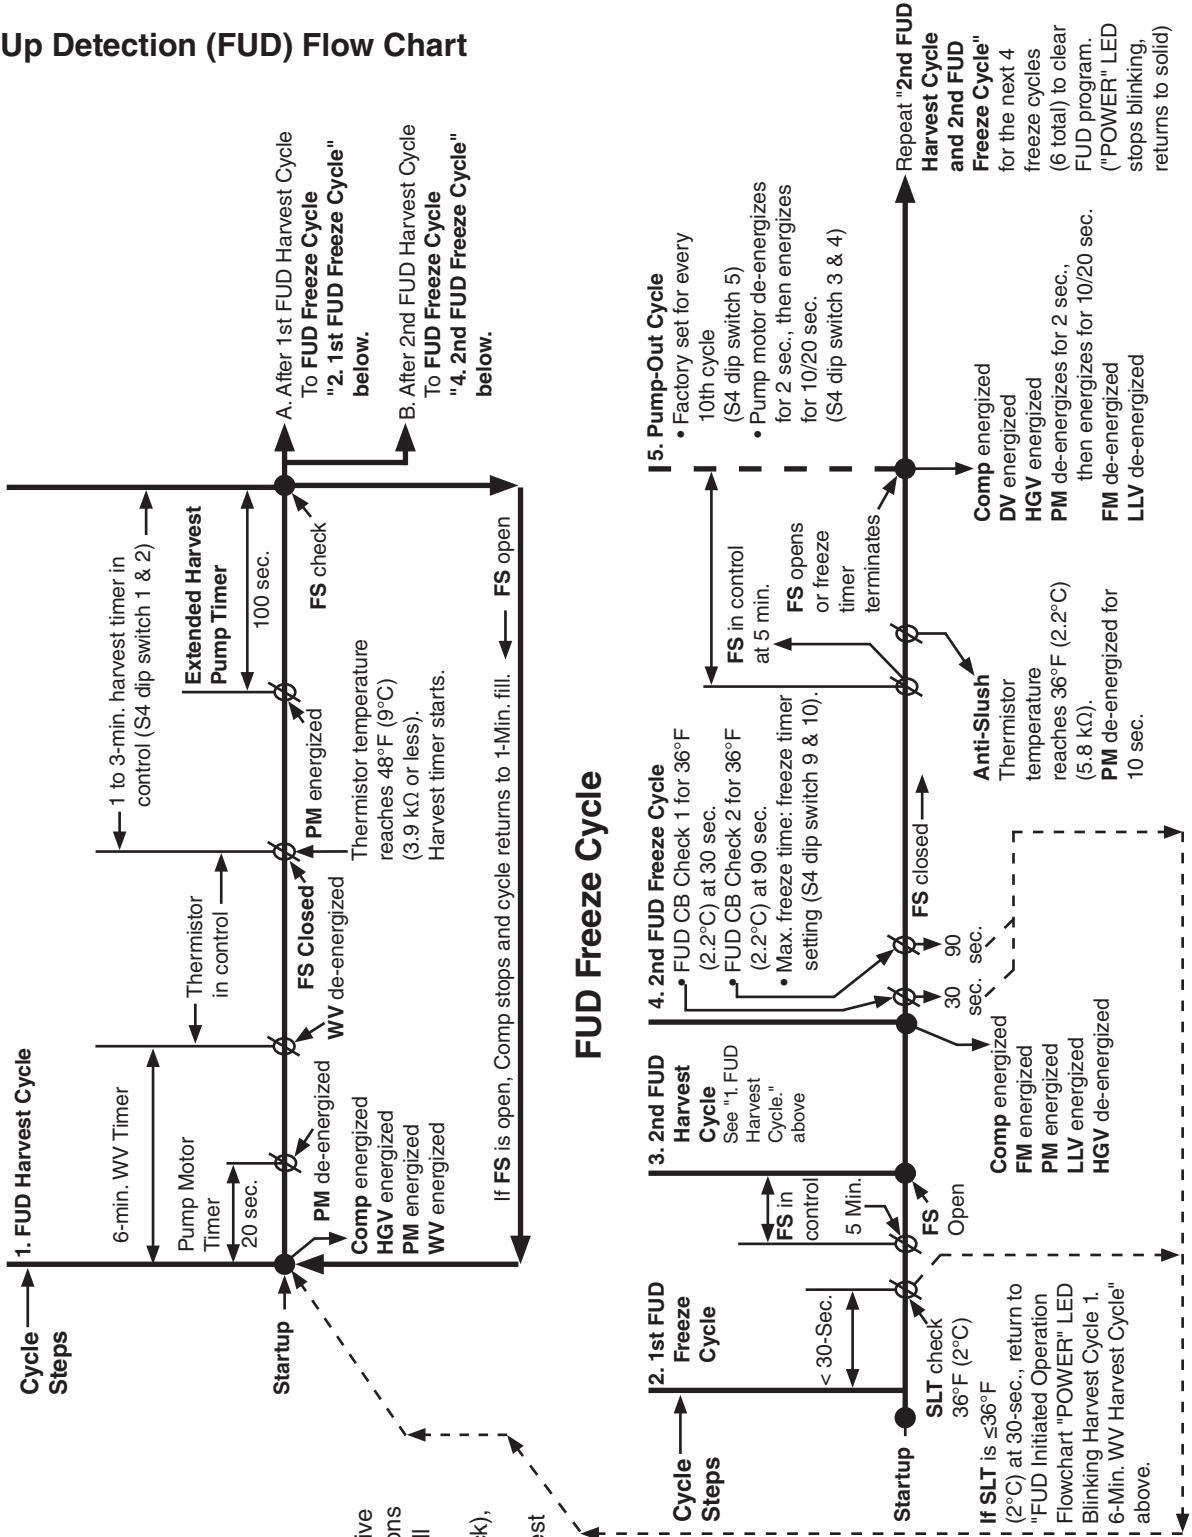 Up Detection (FUD) Flow Chart
Cycle
Steps
1. FUD Harvest Cycle
6-min. WV Timer
Pump Motor
Timer
20 sec.
Thermistor
in control
1 to 3-min. harvest timer in
control (S4 dip switch 1 & 2)
Extended Harvest
Pump Timer
100 sec.
Startup
PM de-energized
Comp energized
HGV energized
PM energized
WV energized
WV de-energized
FS Closed
PM energized
Thermistor temperature
reaches 48°F (9°C)
(3.9 kΩ or less).
Harvest timer starts.
FS check
If FS is open, Comp stops and cycle returns to 1-Min. fill.
FS open
A. After 1st FUD Harvest Cycle
To FUD Freeze Cycle
"2. 1st FUD Freeze Cycle"
below.
B. After 2nd FUD Harvest Cycle
To FUD Freeze Cycle
"4. 2nd FUD Freeze Cycle"
below.
FUD Freeze Cycle
Cycle
Steps
2. 1st FUD
Freeze
Cycle
< 30-Sec.
Startup
SLT check
36°F (2°C)
If SLT is ≤36°F
(2°C) at 30-sec., return to
"FUD Initiated Operation
Flowchart "POWER" LED
Blinking Harvest Cycle 1.
6-Min. WV Harvest Cycle"
above.
FS in
control
5 Min.
FS
Open
3. 2nd FUD
Harvest
Cycle
See "1. FUD
Harvest
Cycle."
above
4. 2nd FUD Freeze Cycle
• FUD CB Check 1 for 36°F
(2.2°C) at 30 sec.
• FUD CB Check 2 for 36°F
(2.2°C) at 90 sec.
• Max. freeze time: freeze timer
setting (S4 dip switch 9 & 10).
30
sec.
90
sec.
Comp energized
FM energized
PM energized
LLV energized
HGV de-energized
FS closed
FS in control
at 5 min.
Anti-Slush
Thermistor
temperature
reaches 36°F (2.2°C)
(5.8 kΩ).
PM de-energized for
10 sec.
FS opens
or freeze
timer
terminates
5. Pump-Out Cycle
• Factory set for every
10th cycle
(S4 dip switch 5)
• Pump motor de-energizes
for 2 sec., then energizes
for 10/20 sec.
(S4 dip switch 3 & 4)
Comp energized
DV energized
HGV energized
PM de-energizes for 2 sec.,
then energizes for 10/20 sec.
FM de-energized
LLV de-energized
Repeat "2nd FUD
Harvest Cycle
and 2nd FUD
Freeze Cycle"
for the next 4
freeze cycles
(6 total) to clear
FUD program.
("POWER" LED
stops blinking,
returns to solid)